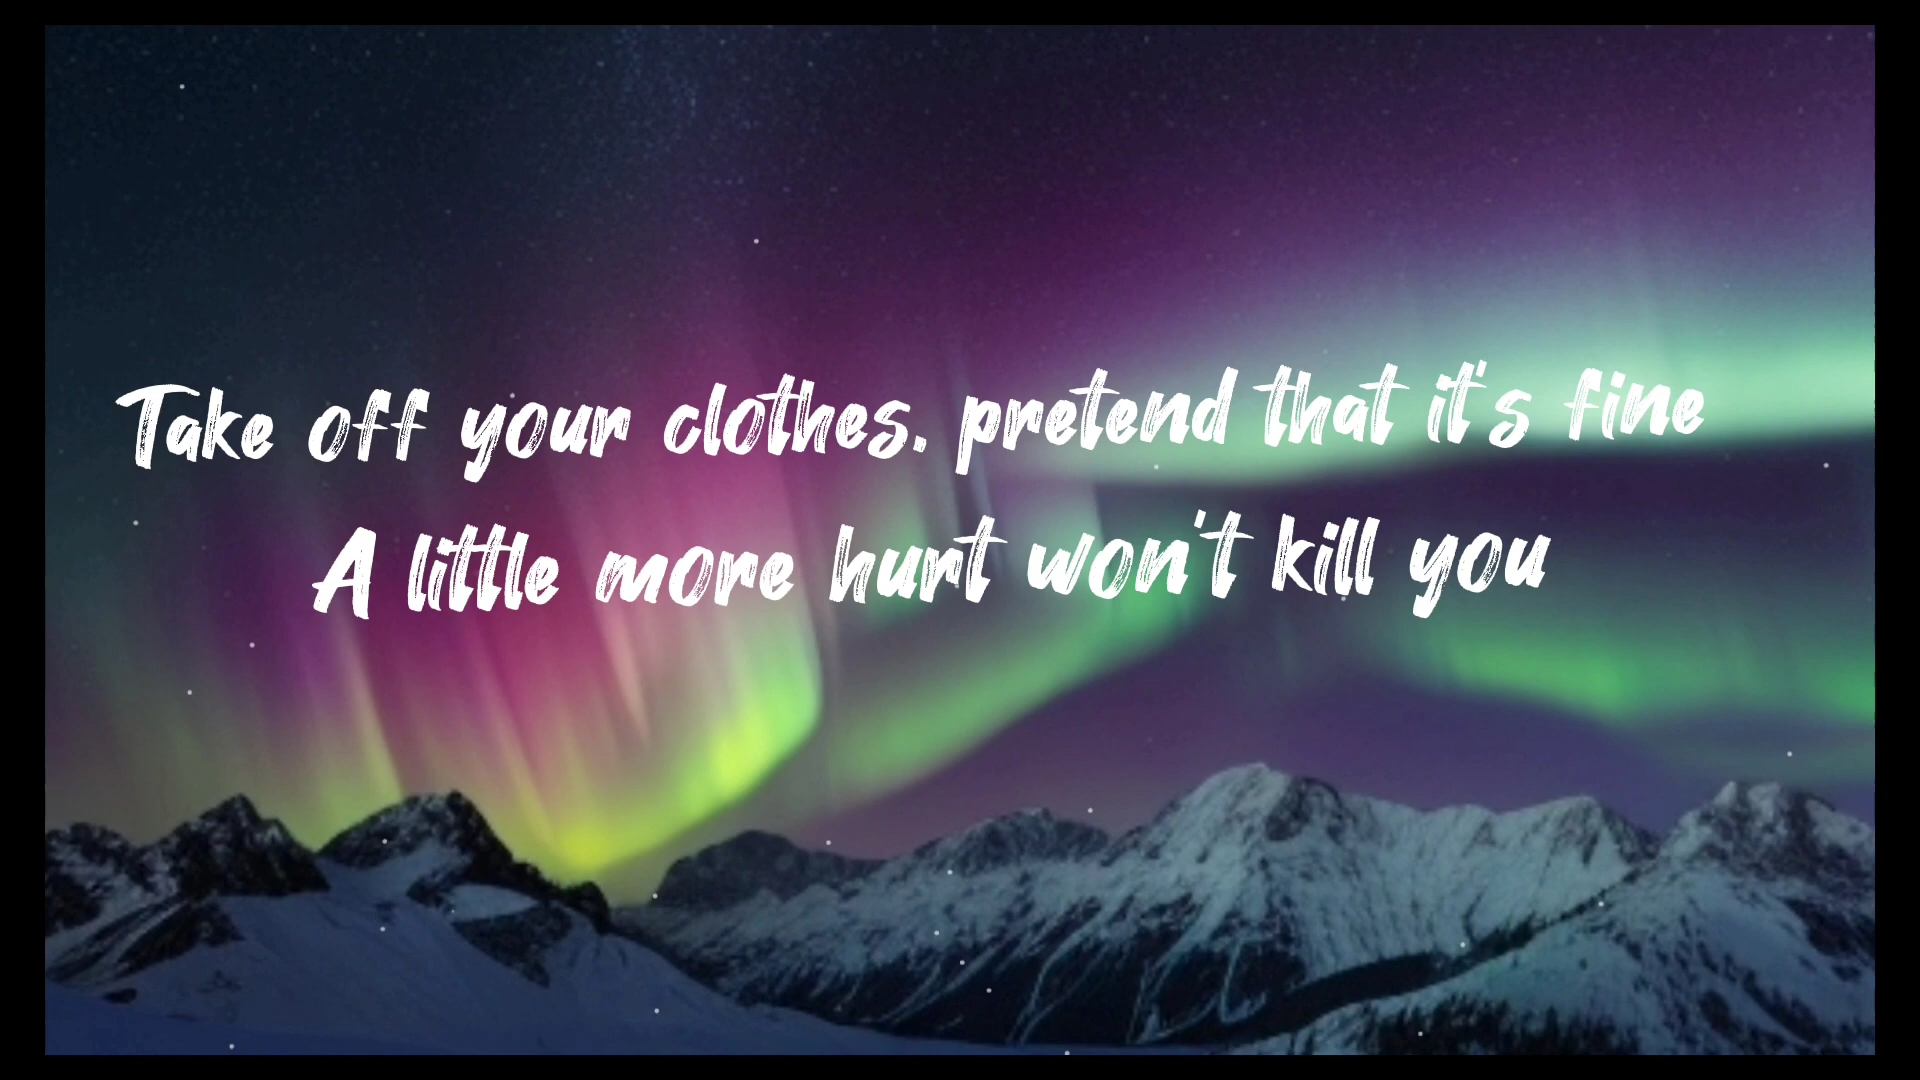 Take off your clothes, pretend that it's fine
A little more hurt won't kill you